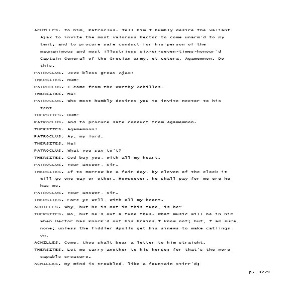 ACHILLES. To him, Patroclus. Tell him I humbly desire the valiant
Ajax to invite the most valorous Hector to come unarm'd to my
tent; and to procure safe conduct for his person of the
magnanimous and most illustrious six-or-seven-times-honour'd
Captain General of the Grecian army, et cetera, Agamemnon. Do
this.
PATROCLUS. Jove bless great Ajax!
THERSITES. Hum!
PATROCLUS. I come from the worthy Achilles-
THERSITES. Ha!
PATROCLUS. Who most humbly desires you to invite Hector to his
tent-
THERSITES. Hum!
PATROCLUS. And to procure safe conduct from Agamemnon.
THERSITES. Agamemnon!
PATROCLUS. Ay, my lord.
THERSITES. Ha!
PATROCLUS. What you say to't?
THERSITES. God buy you, with all my heart.
PATROCLUS. Your answer, sir.
THERSITES. If to-morrow be a fair day, by eleven of the clock it
will go one way or other. Howsoever, he shall pay for me ere he
has me.
PATROCLUS. Your answer, sir.
THERSITES. Fare ye well, with all my heart.
ACHILLES. Why, but he is not in this tune, is he?
THERSITES. No, but he's out a tune thus. What music will be in him
when Hector has knock'd out his brains I know not; but, I am sure,
none; unless the fiddler Apollo get his sinews to make catlings
on.
ACHILLES. Come, thou shalt bear a letter to him straight.
THERSITES. Let me carry another to his horse; for that's the more
capable creature.
ACHILLES. My mind is troubled, like a fountain stirr'd;